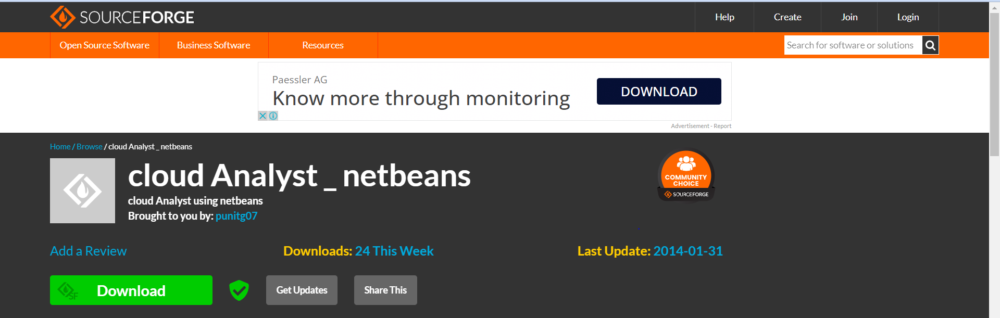 SOURCEFORGE
Help
Create
Join
Login
Open Source Software
Business Software
Resources
Search for software or solutions
Paessler AG
Know more through monitoring
DOWNLOAD
Advertisement - Report
Home / Browse / cloud Analyst _ netbeans
cloud Analyst _ netbeans
cloud Analyst using netbeans
Brought to you by: punitg07
COMMUNITY
CHOICE
SOURCEFORGE
Add a Review
Downloads: 24 This Week
Last Update: 2014-01-31
SF
Download
Get Updates
Share This